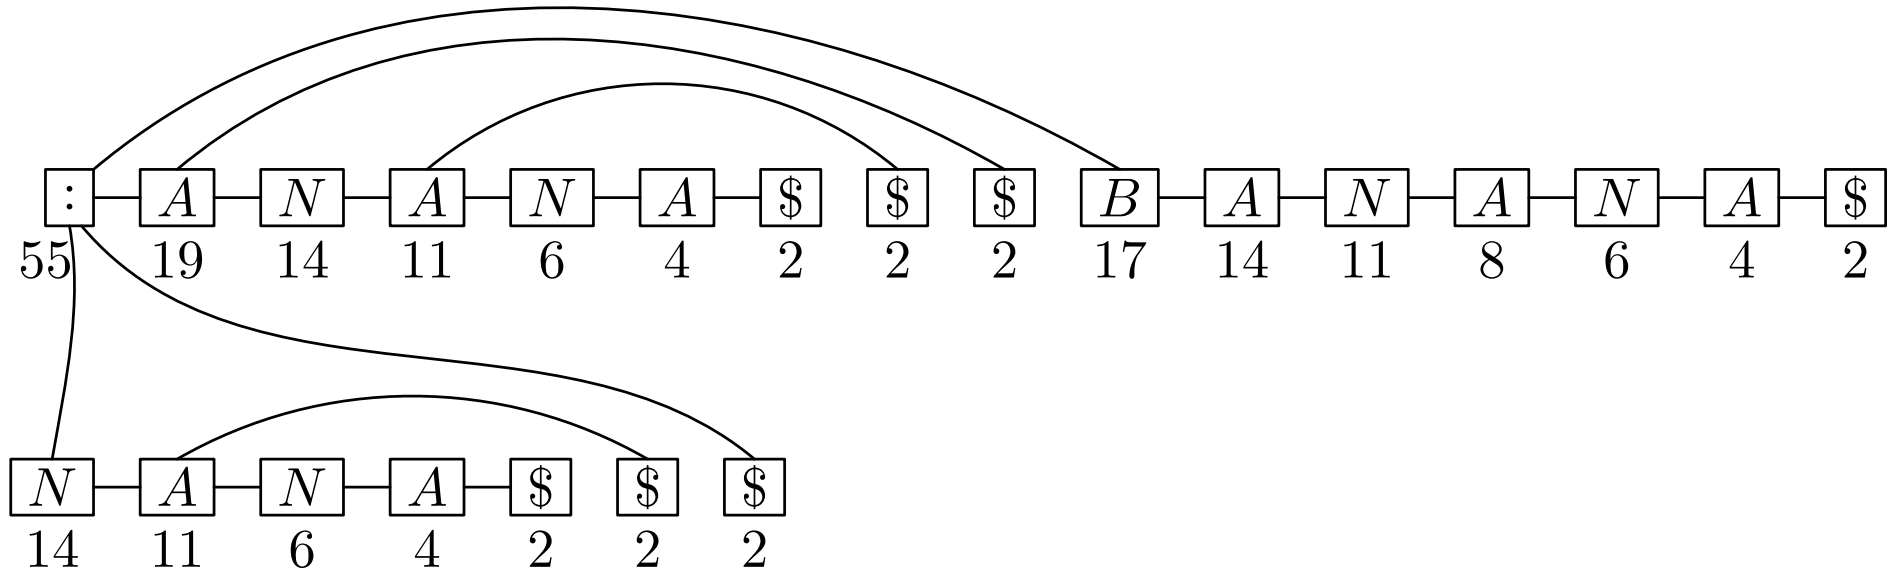 : A N A N A $ $ $ B A N A N A $
55 19 14 11 6 4 2 2 2 17 14 11 8 6 4 2
N A N A $ $ $
14 11 6 4 2 2 2